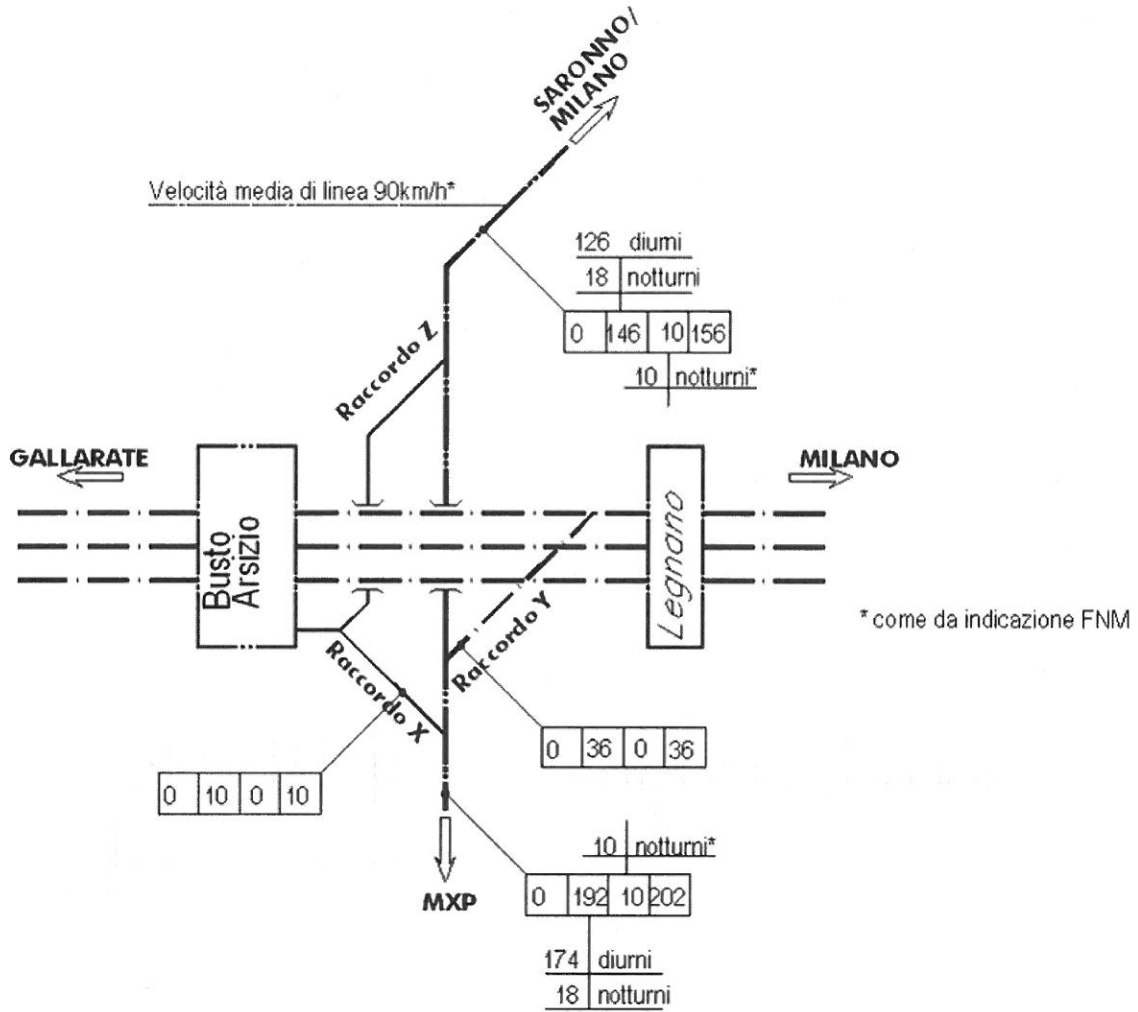 SARONNO/
MILANO
Velocità media di linea 90km/h*
126 diurni
18 notturni
0 146 10 156
10 notturni*
Raccordo Z
GALLARATE
MILANO
Busto
Arsizio
Legnano
* come da indicazione FNM
Raccordo Y
Raccordo X
0 36 0 36
0 10 0 10
10 notturni*
MXP
0 192 10 202
174 diurni
18 notturni